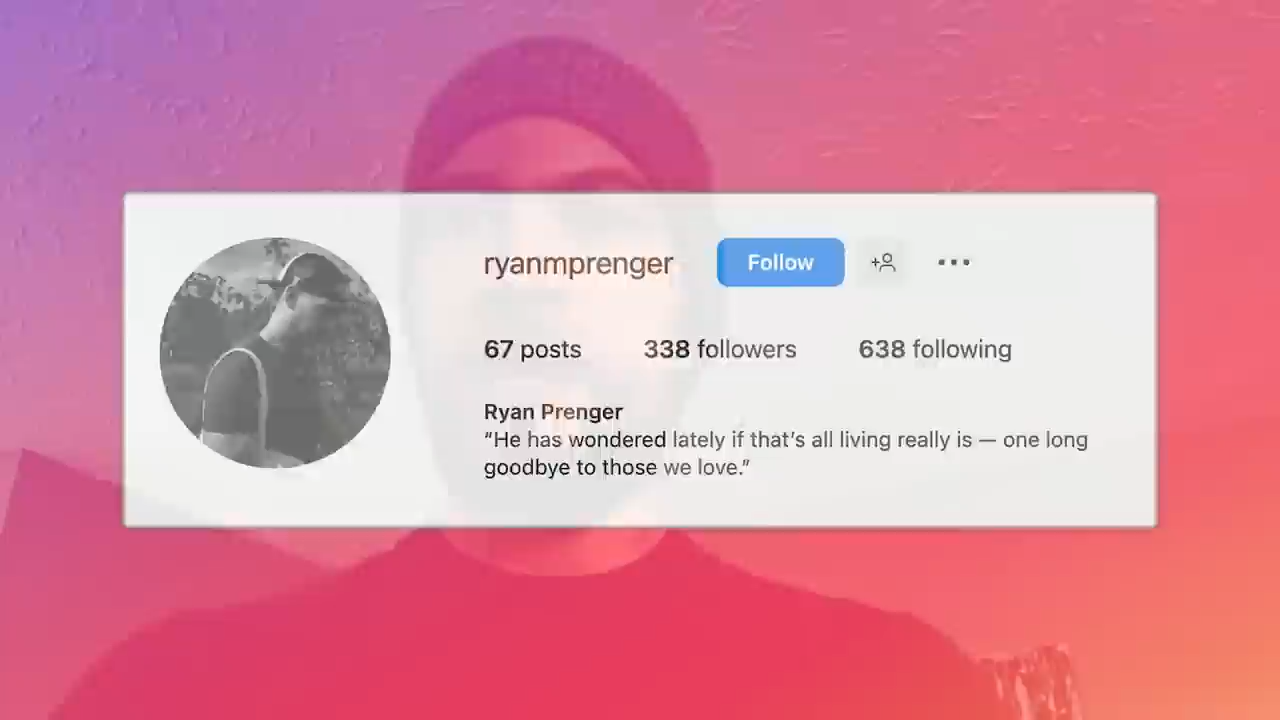 ryanmprenger
Follow
67 posts 338 followers 638 following
Ryan Prenger
“He has wondered lately if that’s all living really is — one long
goodbye to those we love.”